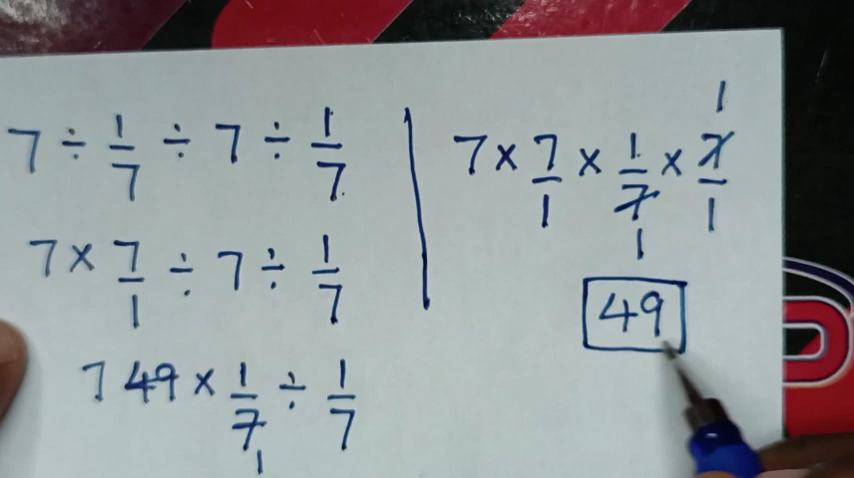 7 ÷ 1/7 ÷ 7 ÷ 1/7
7 × 7/1 ÷ 7 ÷ 1/7
7 49 × 1/7 ÷ 1/7
1
1
7 × 7/1 × 1/7 × 7/1
1
49